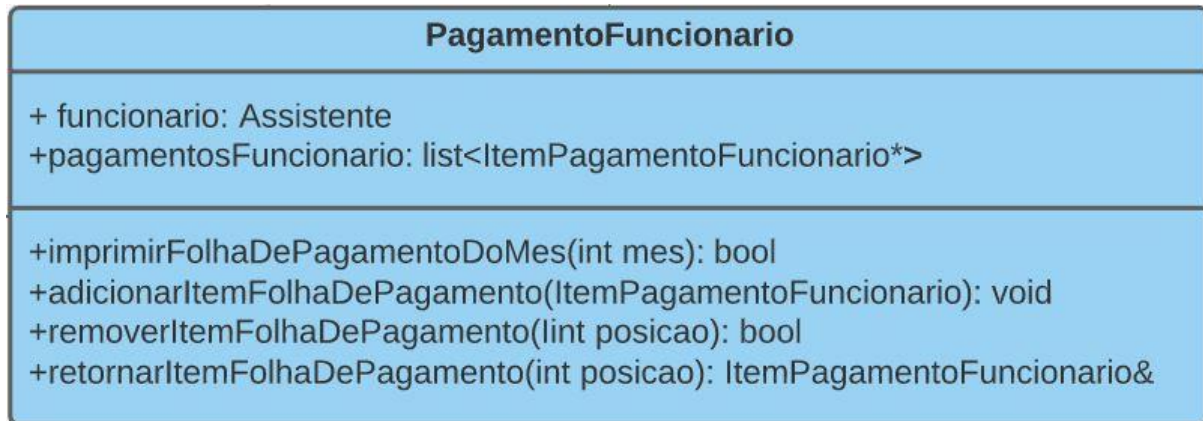 PagamentoFuncionario
+ funcionario: Assistente
+pagamentosFuncionario: list<ItemPagamentoFuncionario*>
+imprimirFolhaDePagamentoDoMes(int mes): bool
+adicionarItemFolhaDePagamento(ItemPagamentoFuncionario): void
+removerItemFolhaDePagamento(Iint posicao): bool
+retornarItemFolhaDePagamento(int posicao): ItemPagamentoFuncionario&